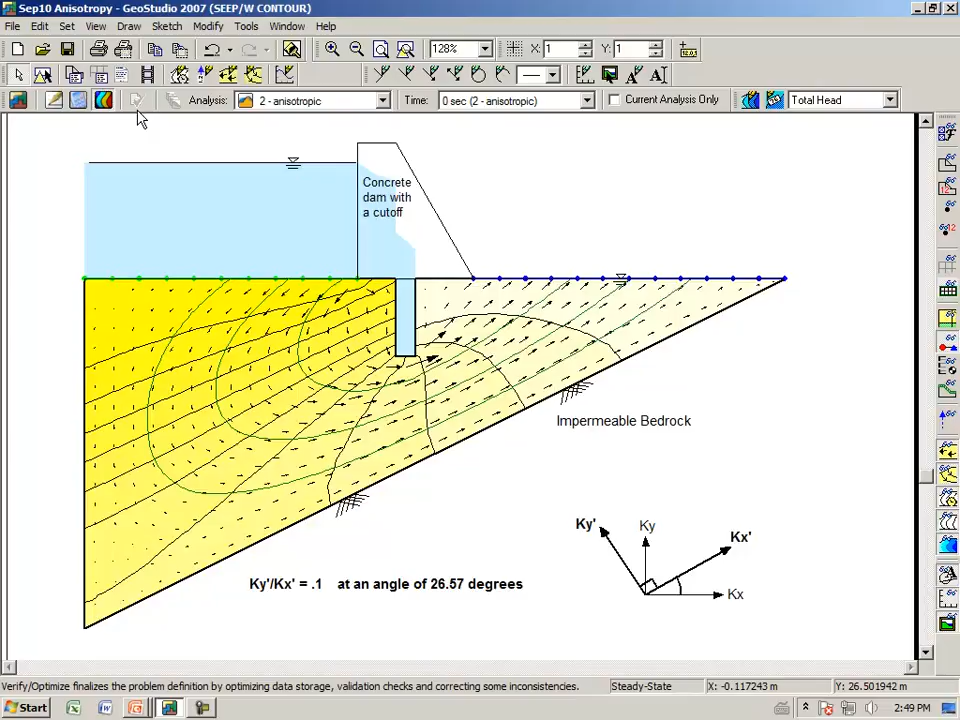 Sep10 Anisotropy - GeoStudio 2007 (SEEP/W CONTOUR)
File Edit Set View Draw Sketch Modify Tools Window Help
128% X: 1 Y: 1
Analysis: 2 - anisotropic Time: 0 sec (2 - anisotropic) Current Analysis Only Total Head
Concrete
dam with
a cutoff
Impermeable Bedrock
Ky' Ky Kx'
Kx
Ky'/Kx' = .1 at an angle of 26.57 degrees
Verify/Optimize finalizes the problem definition by optimizing data storage, validation checks and correcting some inconsistencies. Steady-State X: -0.117243 m Y: 26.501942 m
Start 2:49 PM